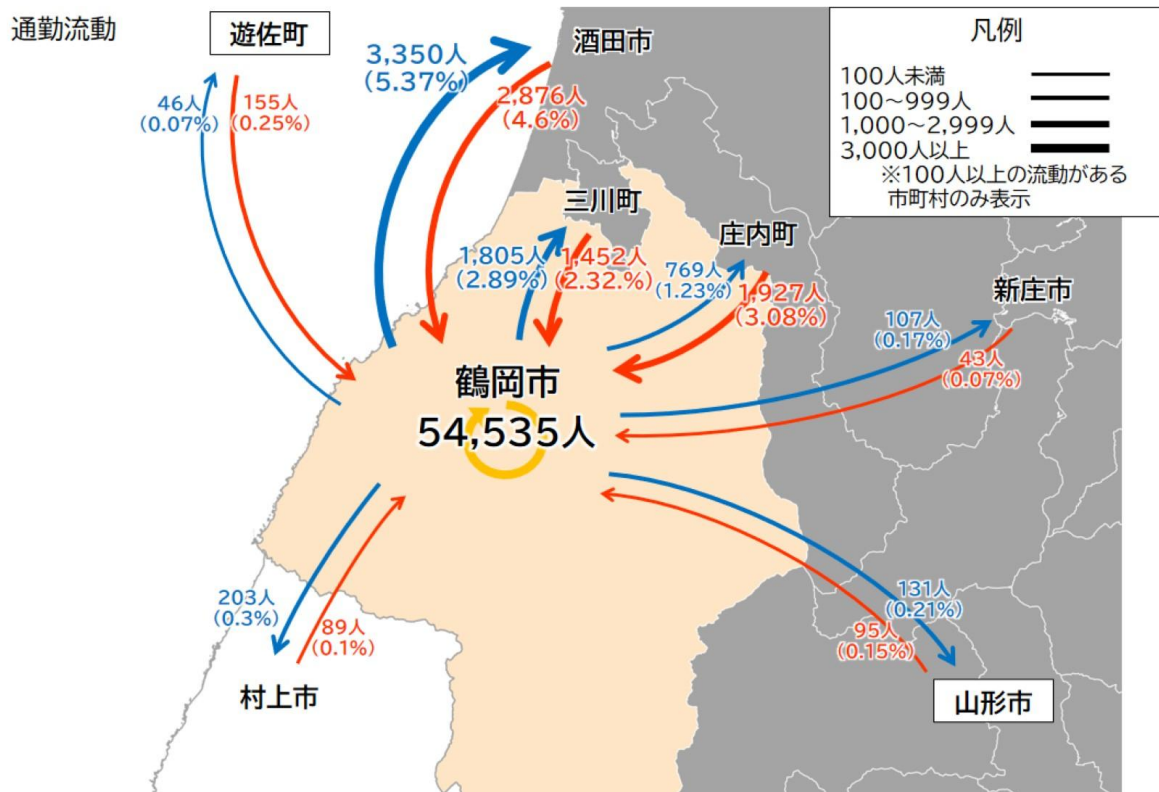 通勤流動
遊佐町
46人
(0.07%)
155人
(0.25%)
3,350人
(5.37%)
酒田市
2,876人
(4.6%)
凡例
100人未満
100～999人
1,000～2,999人
3,000人以上
※100人以上の流動がある
市町村のみ表示
三川町
1,805人
(2.89%)
1,452人
(2.32.%)
庄内町
769人
(1.23%)
1,927人
(3.08%)
新庄市
107人
(0.17%)
43人
(0.07%)
鶴岡市
54,535人
203人
(0.3%)
89人
(0.1%)
村上市
131人
(0.21%)
95人
(0.15%)
山形市